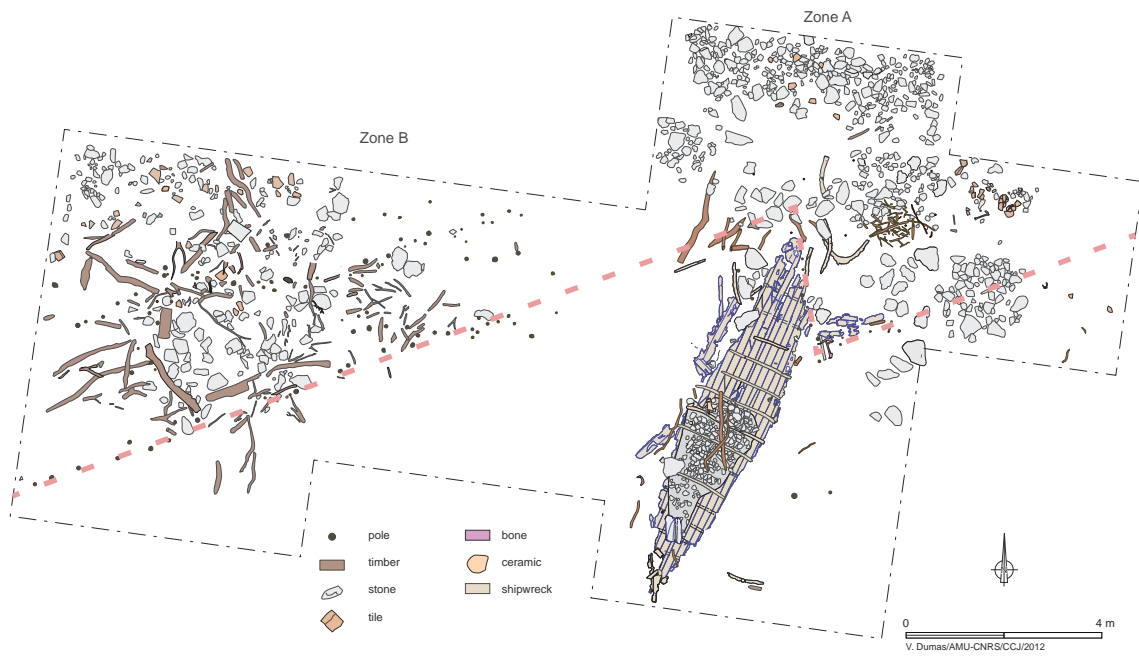 Zone A
Zone B
pole
timber
stone
tile
bone
ceramic
shipwreck
0 4 m
V. Dumas/AMU-CNRS/CCJ/2012